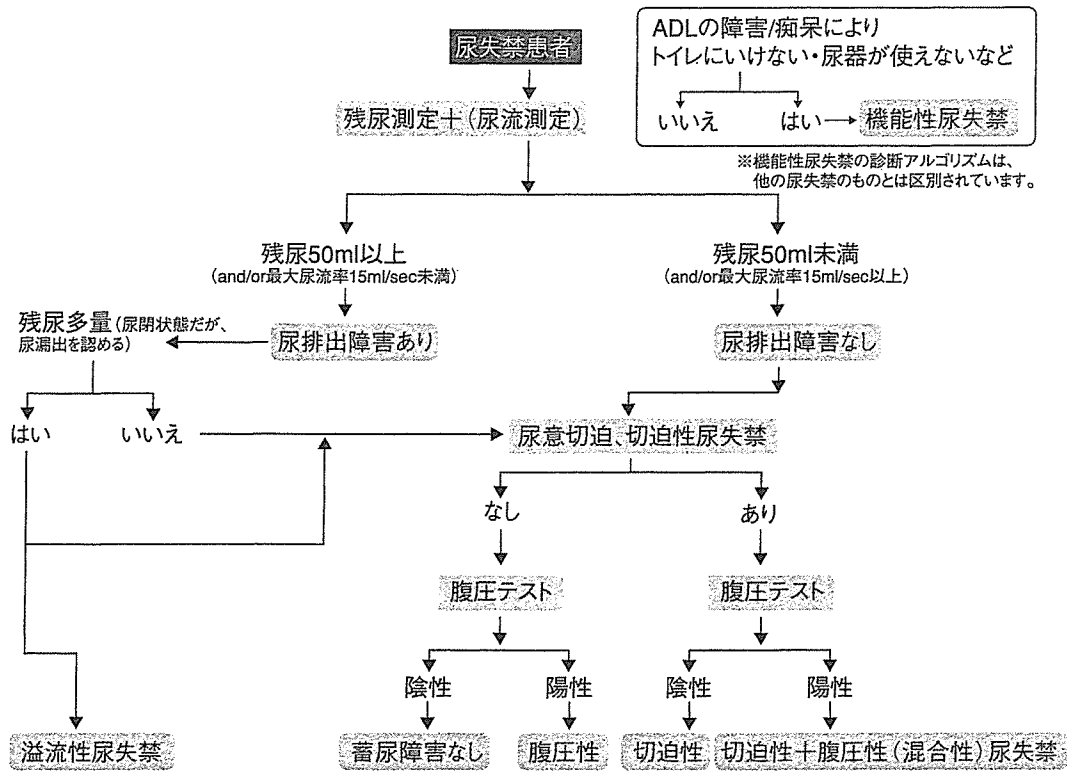 尿失禁患者
ADLの障害/痴呆により
トイレにいけない・尿器が使えないなど
いいえ
はい
機能性尿失禁
※機能性尿失禁の診断アルゴリズムは、
他の尿失禁のものとは区別されています。
残尿測定+(尿流測定)
残尿50ml以上
(and/or最大尿流率15ml/sec未満)
残尿50ml未満
(and/or最大尿流率15ml/sec以上)
残尿多量(尿閉状態だが、
尿漏出を認める)
尿排出障害あり
尿排出障害なし
はい
いいえ
尿意切迫、切迫性尿失禁
なし
あり
腹圧テスト
腹圧テスト
陰性
陽性
陰性
陽性
溢流性尿失禁
蓄尿障害なし
腹圧性
切迫性
切迫性+腹圧性(混合性)尿失禁